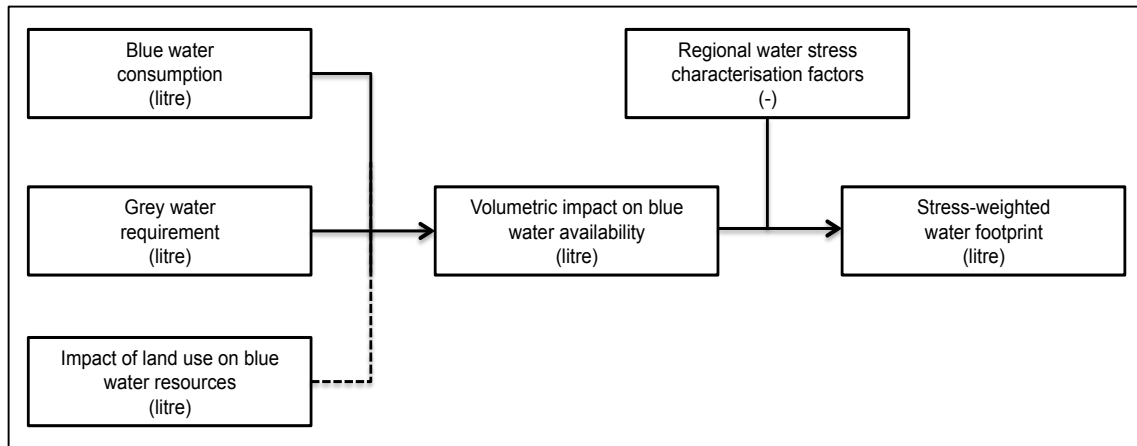 Blue water
consumption
(litre)
Regional water stress
characterisation factors
(-)
Grey water
requirement
(litre)
Volumetric impact on blue
water availability
(litre)
Stress-weighted
water footprint
(litre)
Impact of land use on blue
water resources
(litre)